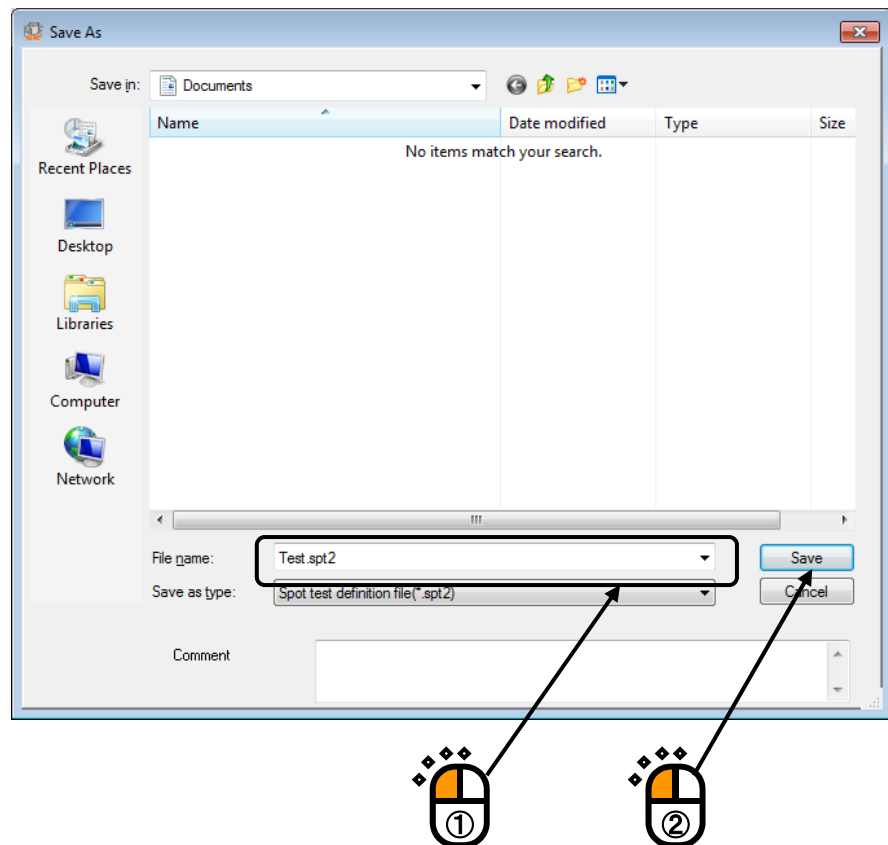 Save As
Save in: Documents
Name Date modified Type Size
No items match your search.
Recent Places
Desktop
Libraries
Computer
Network
File name: Test.spt2 Save
Save as type: Spot test definition file(*.spt2) Cancel
Comment
① ②